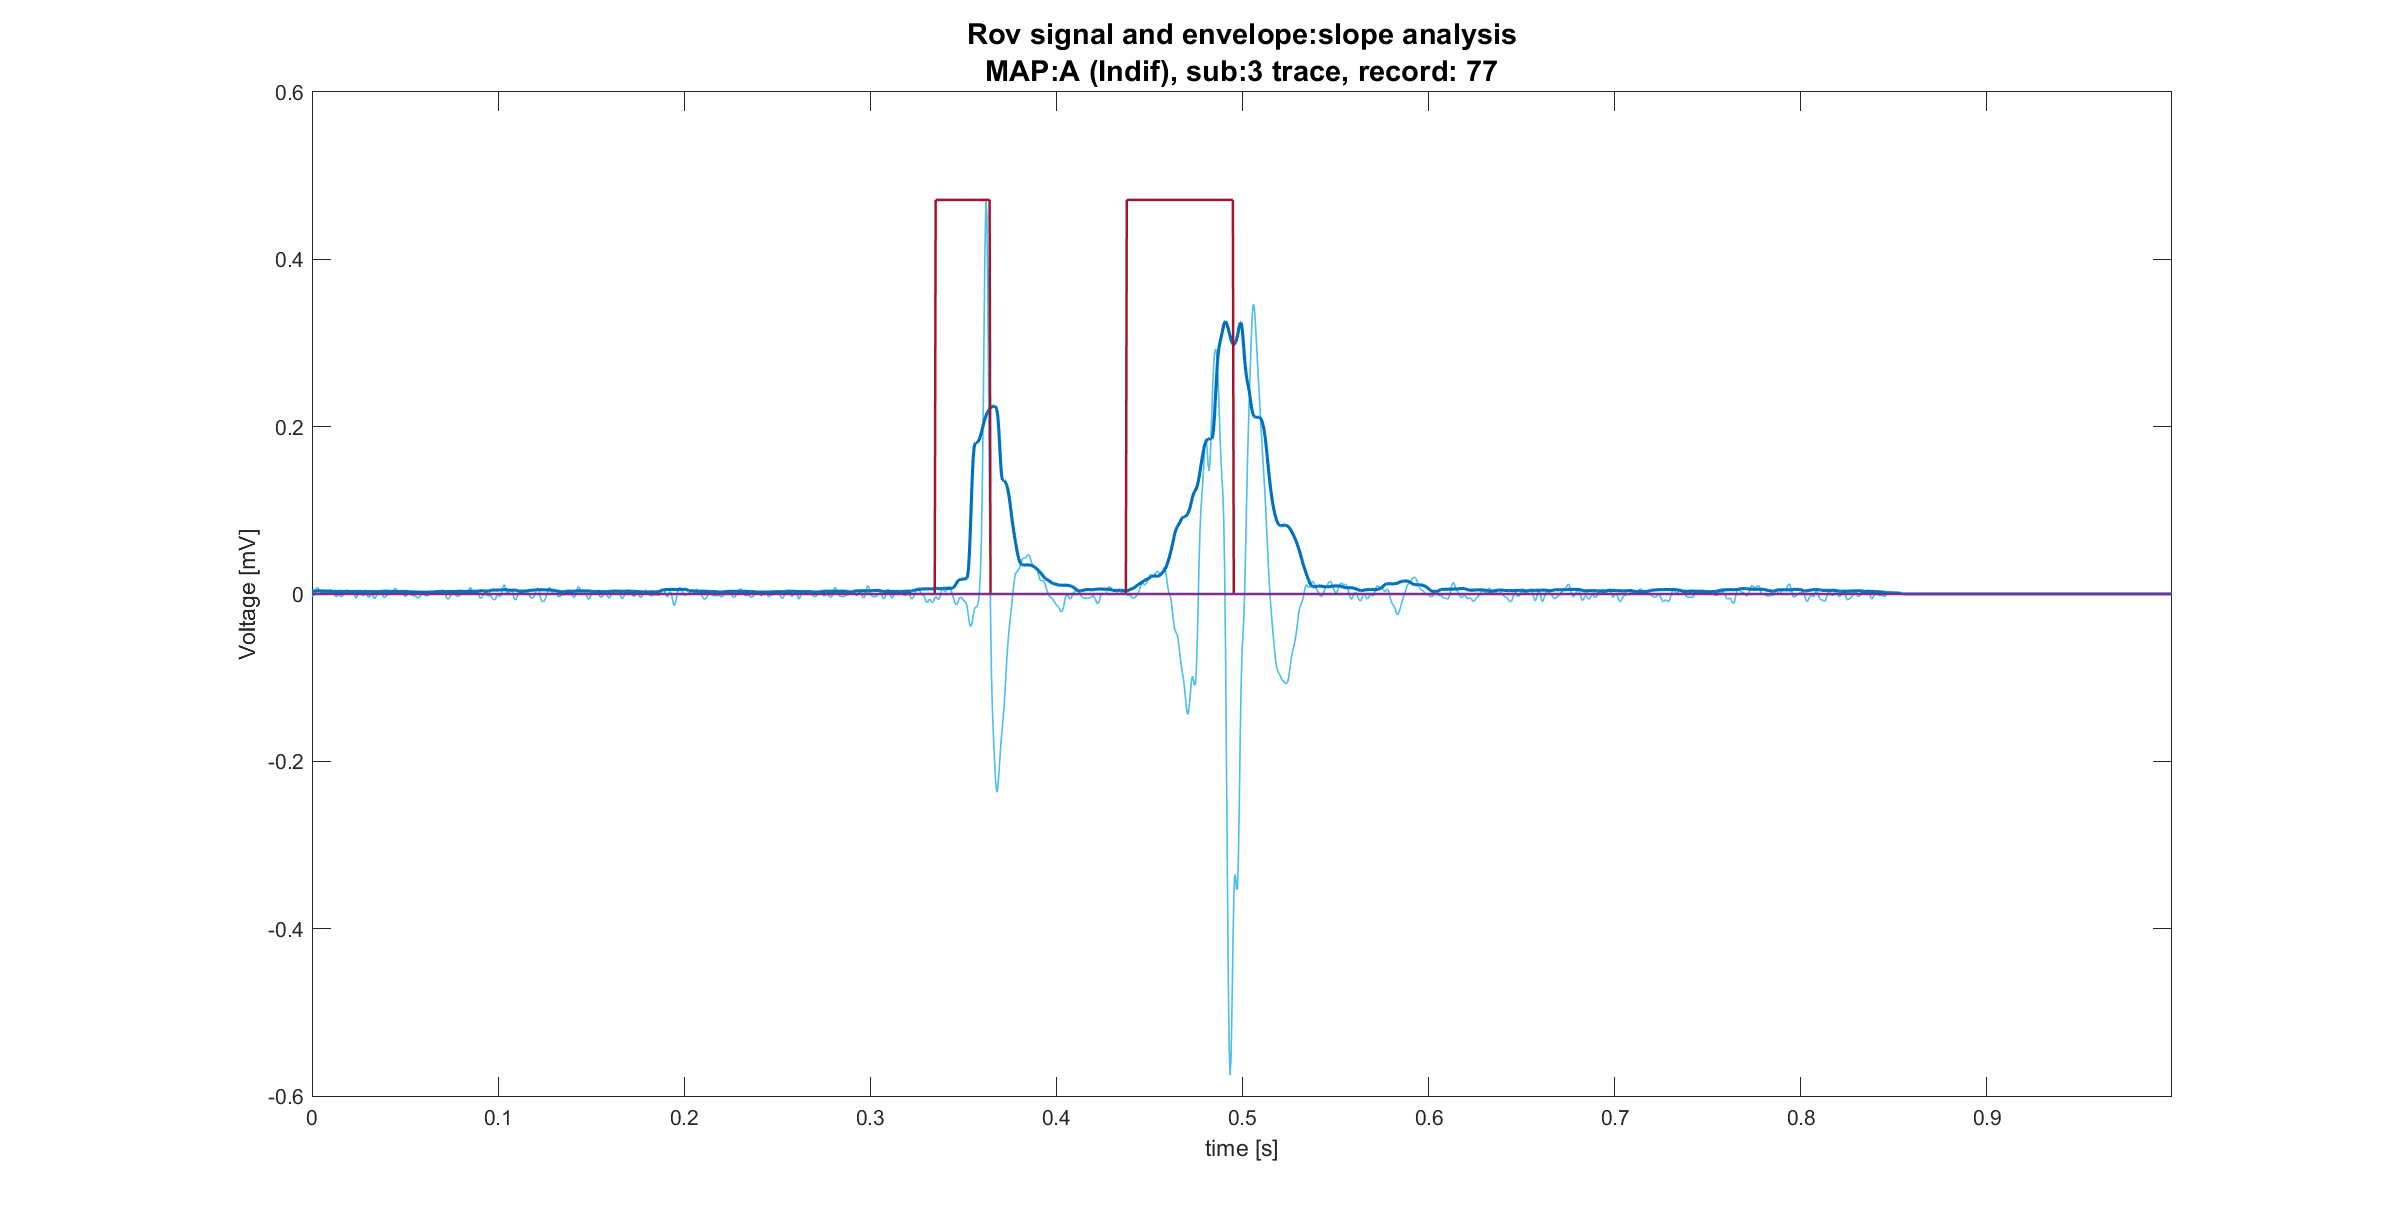 Rov signal and envelope:slope analysis
MAP:A (Indif), sub:3 trace, record: 77
0.6
0.4
0.2
0
-0.2
-0.4
-0.6
Voltage [mV]
0 0.1 0.2 0.3 0.4 0.5 0.6 0.7 0.8 0.9
time [s]